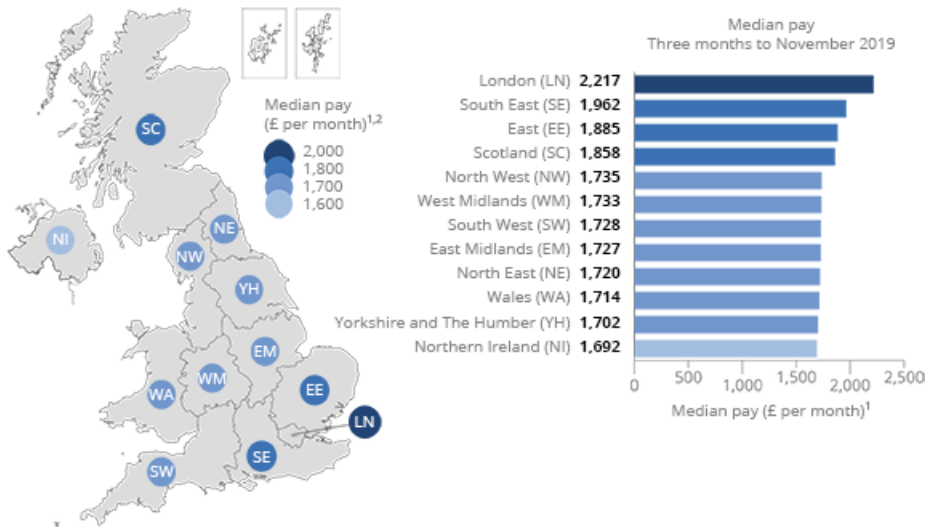 SC
NI
NE
NW
YH
EM
WM
WA
EE
LN
SE
SW
Median pay
(£ per month)1,2
2,000
1,800
1,700
1,600
Median pay
Three months to November 2019
London (LN) 2,217
South East (SE) 1,962
East (EE) 1,885
Scotland (SC) 1,858
North West (NW) 1,735
West Midlands (WM) 1,733
South West (SW) 1,728
East Midlands (EM) 1,727
North East (NE) 1,720
Wales (WA) 1,714
Yorkshire and The Humber (YH) 1,702
Northern Ireland (NI) 1,692
0 500 1,000 1,500 2,000 2,500
Median pay (£ per month)1